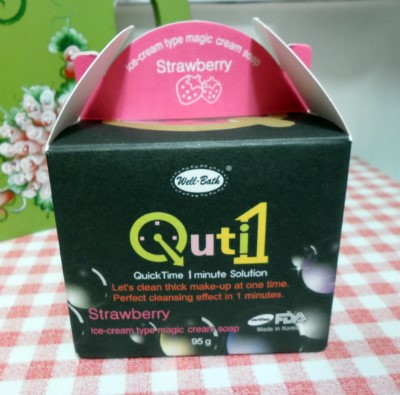 Ice-cream type magic cream soap
Strawberry
Well-Bath ®
Quti1
QuickTime 1 minute Solution
Let's clean thick make-up at one time.
Perfect cleansing effect in 1 minutes.
Strawberry
Ice-cream type magic cream soap
95 g
FDA
Made in Korea